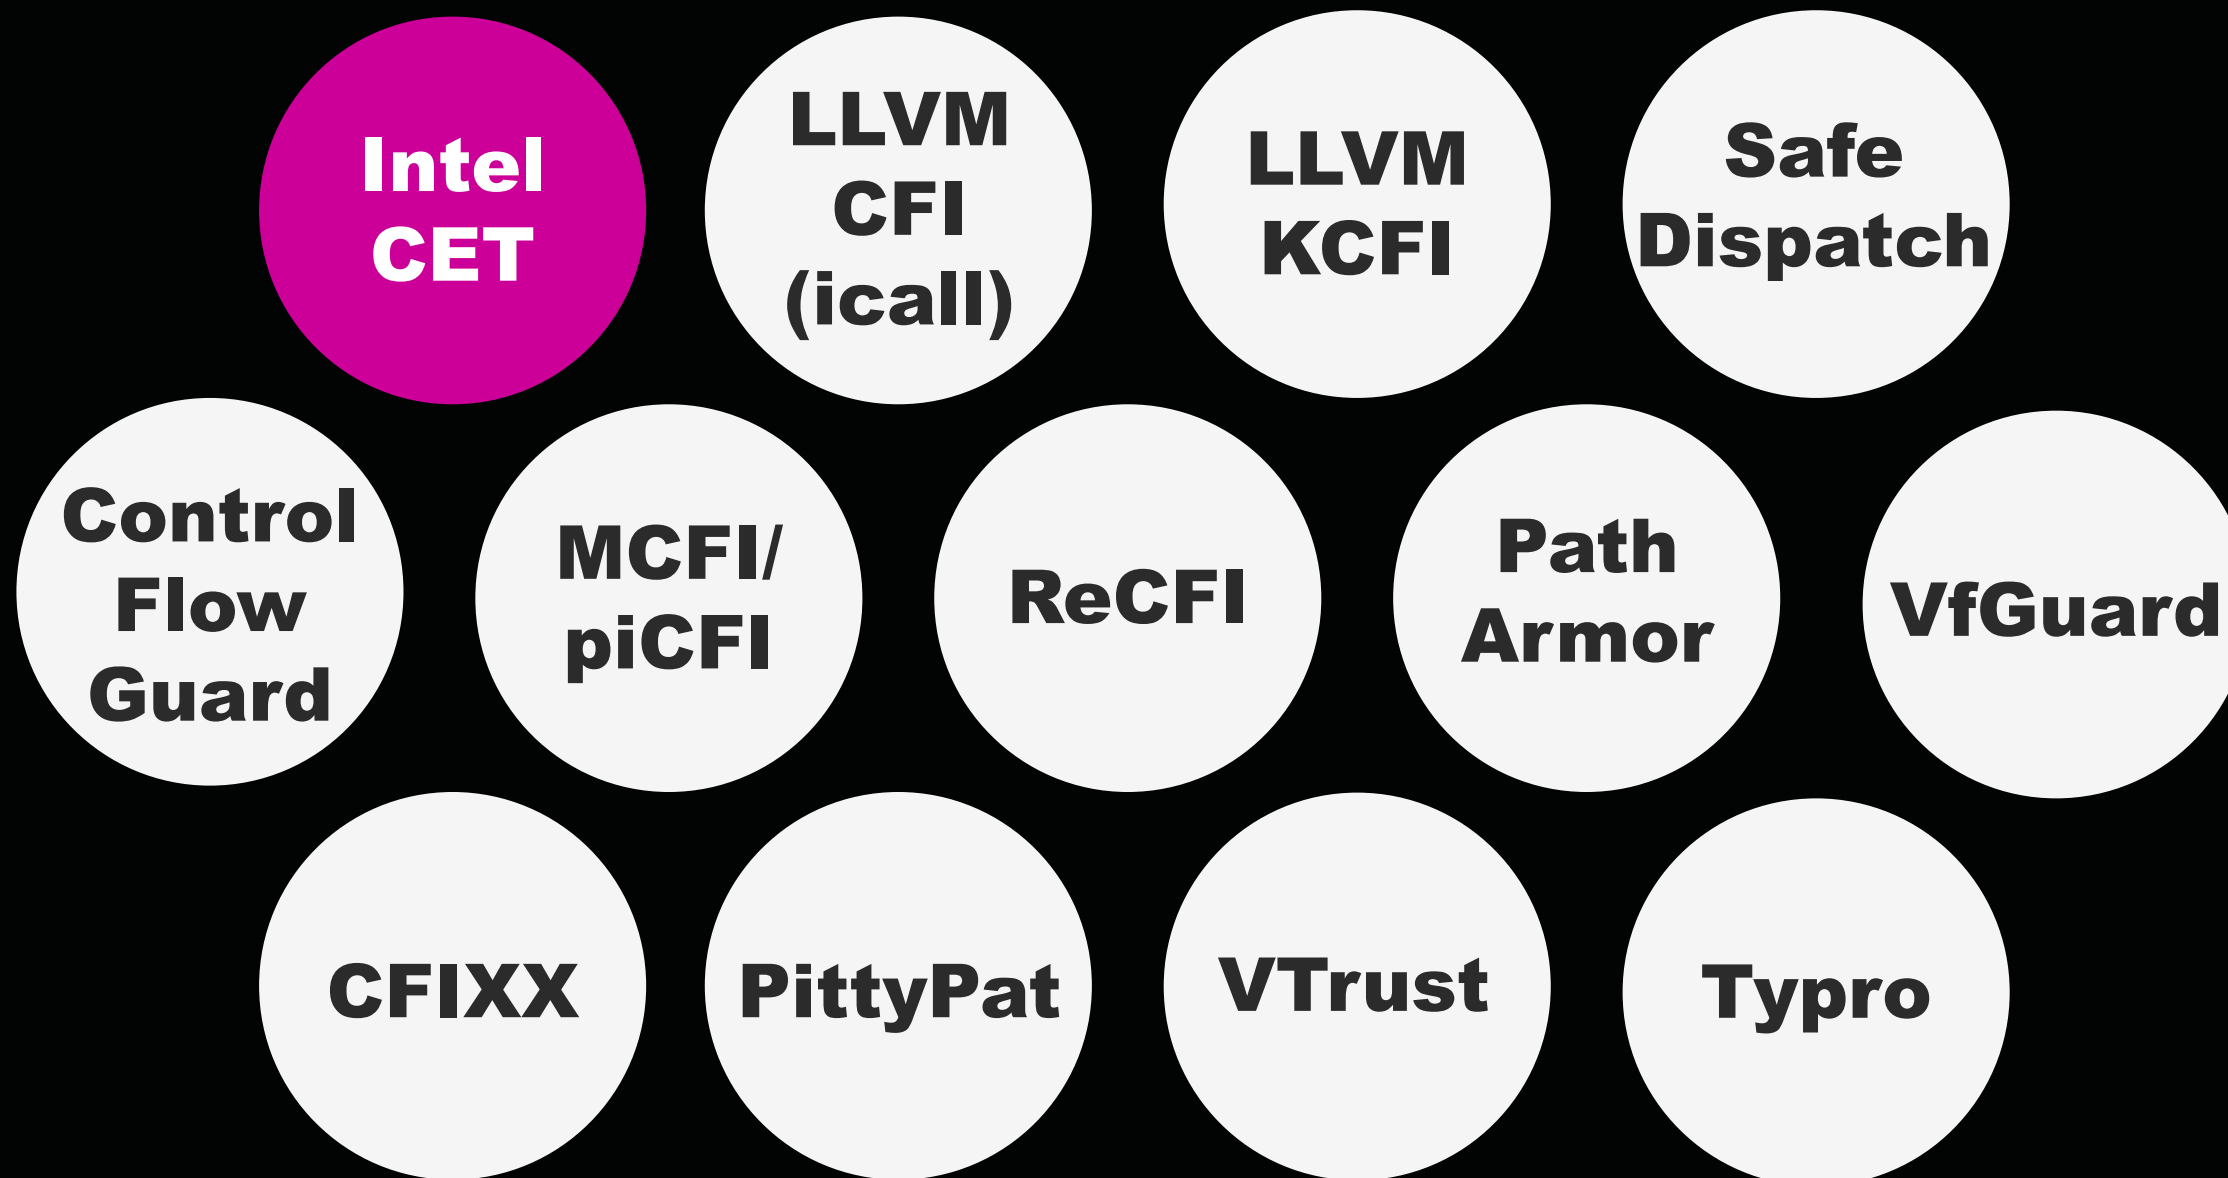 Intel
CET
LLVM
CFI
(icall)
LLVM
KCFI
Safe
Dispatch
Control
Flow
Guard
MCFI/
piCFI
ReCFI
Path
Armor
VfGuard
CFIXX
PittyPat
VTrust
Typro